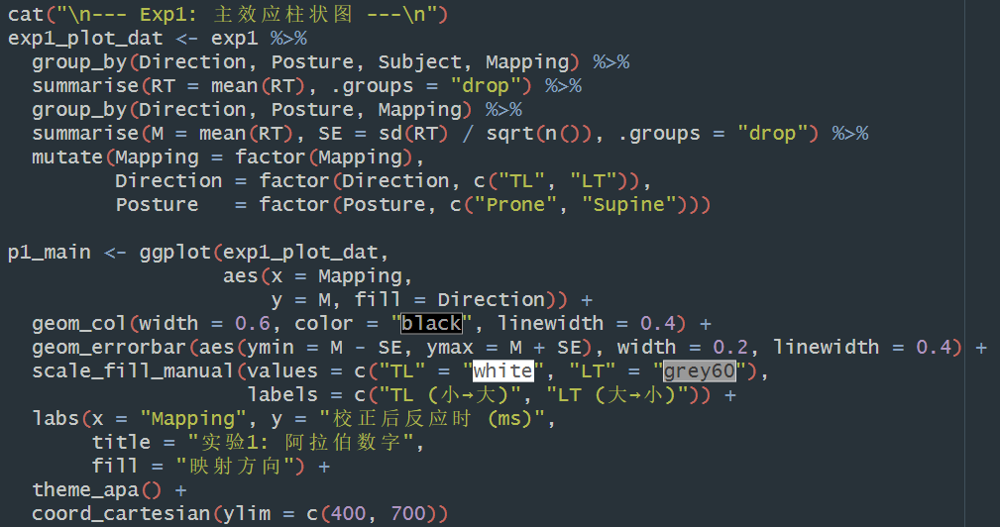 cat("\n--- Exp1: 主效应柱状图 ---\n")
exp1_plot_dat <- exp1 %>%
  group_by(Direction, Posture, Subject, Mapping) %>%
  summarise(RT = mean(RT), .groups = "drop") %>%
  group_by(Direction, Posture, Mapping) %>%
  summarise(M = mean(RT), SE = sd(RT) / sqrt(n()), .groups = "drop") %>%
  mutate(Mapping = factor(Mapping),
         Direction = factor(Direction, c("TL", "LT")),
         Posture   = factor(Posture, c("Prone", "Supine")))

p1_main <- ggplot(exp1_plot_dat,
                  aes(x = Mapping,
                      y = M, fill = Direction)) +
  geom_col(width = 0.6, color = "black", linewidth = 0.4) +
  geom_errorbar(aes(ymin = M - SE, ymax = M + SE), width = 0.2, linewidth = 0.4) +
  scale_fill_manual(values = c("TL" = "white", "LT" = "grey60"),
                    labels = c("TL (小→大)", "LT (大→小)")) +
  labs(x = "Mapping", y = "校正后反应时 (ms)",
       title = "实验1: 阿拉伯数字",
       fill = "映射方向") +
  theme_apa() +
  coord_cartesian(ylim = c(400, 700))